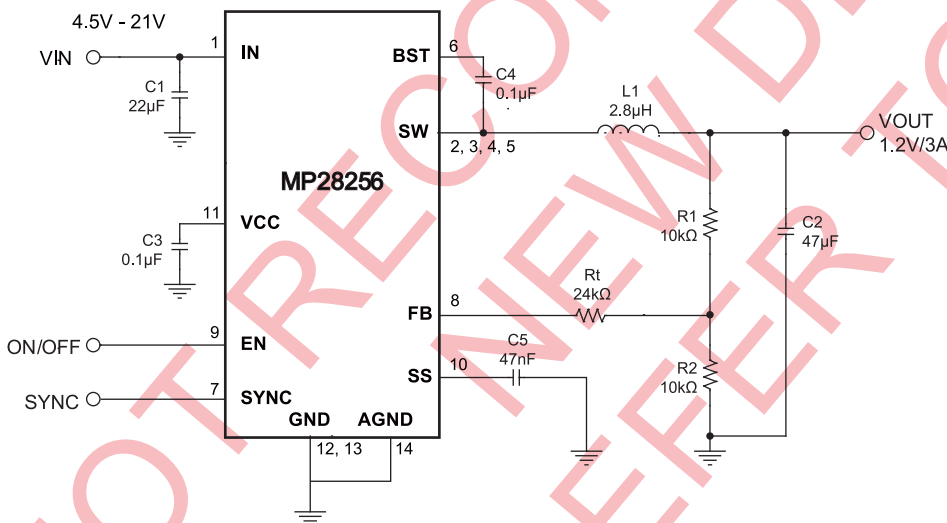 4.5V - 21V
VIN
1
IN
C1
22µF
BST
6
C4
0.1µF
L1
2.8µH
SW
2, 3, 4, 5
VOUT
1.2V/3A
MP28256
11
VCC
C3
0.1µF
R1
10kΩ
C2
47µF
Rt
24kΩ
FB
8
ON/OFF
9
EN
C5
47nF
SS
10
R2
10kΩ
SYNC
7
SYNC
GND
AGND
12, 13
14
NOT RECOM
NEW D
REFER TO